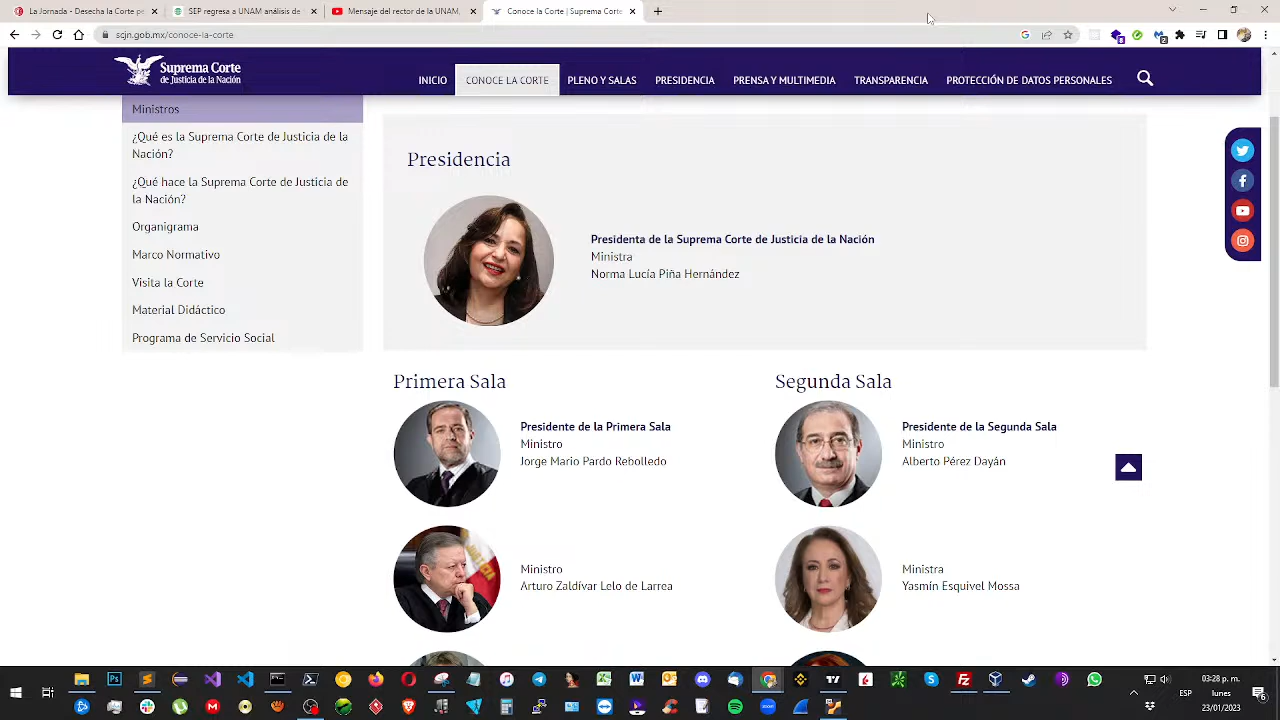 La Jornada - Desecha la Corte po
SEP regresa a UNAM análisis de
Mensaje del rector de la UNAM,
Conoce la Corte | Suprema Corte
scjn.gob.mx/conoce-la-corte
Suprema Corte
de Justicia de la Nación
INICIO
CONOCE LA CORTE
PLENO Y SALAS
PRESIDENCIA
PRENSA Y MULTIMEDIA
TRANSPARENCIA
PROTECCIÓN DE DATOS PERSONALES
Ministros
¿Qué es la Suprema Corte de Justicia de la
Nación?
¿Qué hace la Suprema Corte de Justicia de
la Nación?
Organigrama
Marco Normativo
Visita la Corte
Material Didáctico
Programa de Servicio Social
Presidencia
Presidenta de la Suprema Corte de Justicia de la Nación
Ministra
Norma Lucía Piña Hernández
Primera Sala
Presidente de la Primera Sala
Ministro
Jorge Mario Pardo Rebolledo
Ministro
Arturo Zaldívar Lelo de Larrea
Segunda Sala
Presidente de la Segunda Sala
Ministro
Alberto Pérez Dayán
Ministra
Yasmín Esquivel Mossa
03:28 p. m.
ESP
lunes
23/01/2023